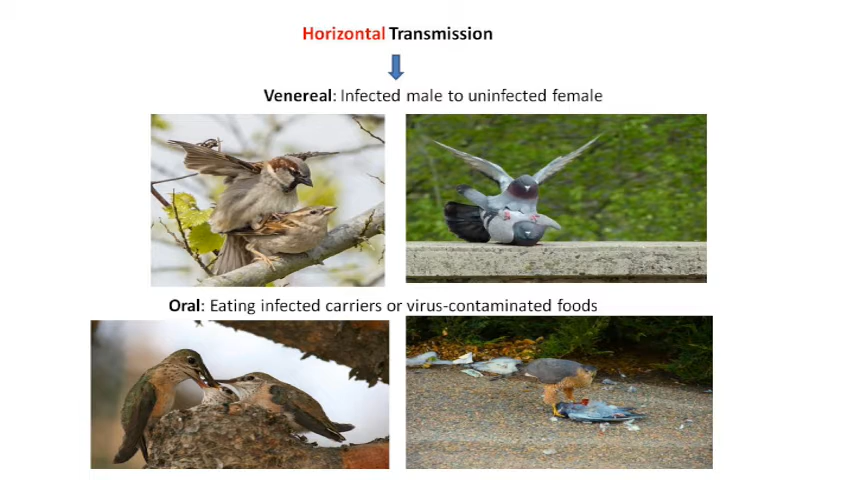 Horizontal Transmission
Venereal: Infected male to uninfected female
Oral: Eating infected carriers or virus-contaminated foods